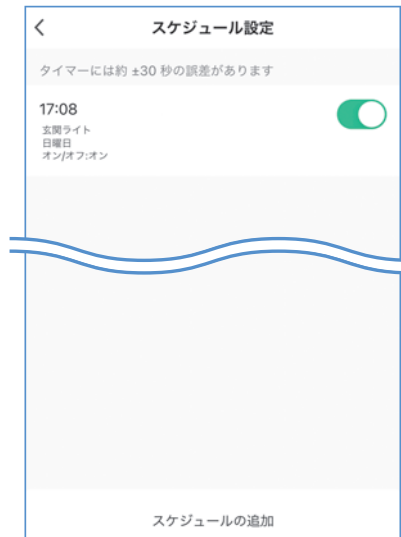 スケジュール設定
タイマーには約 ±30 秒の誤差があります
17:08
玄関ライト
日曜日
オン/オフ:オン
スケジュールの追加